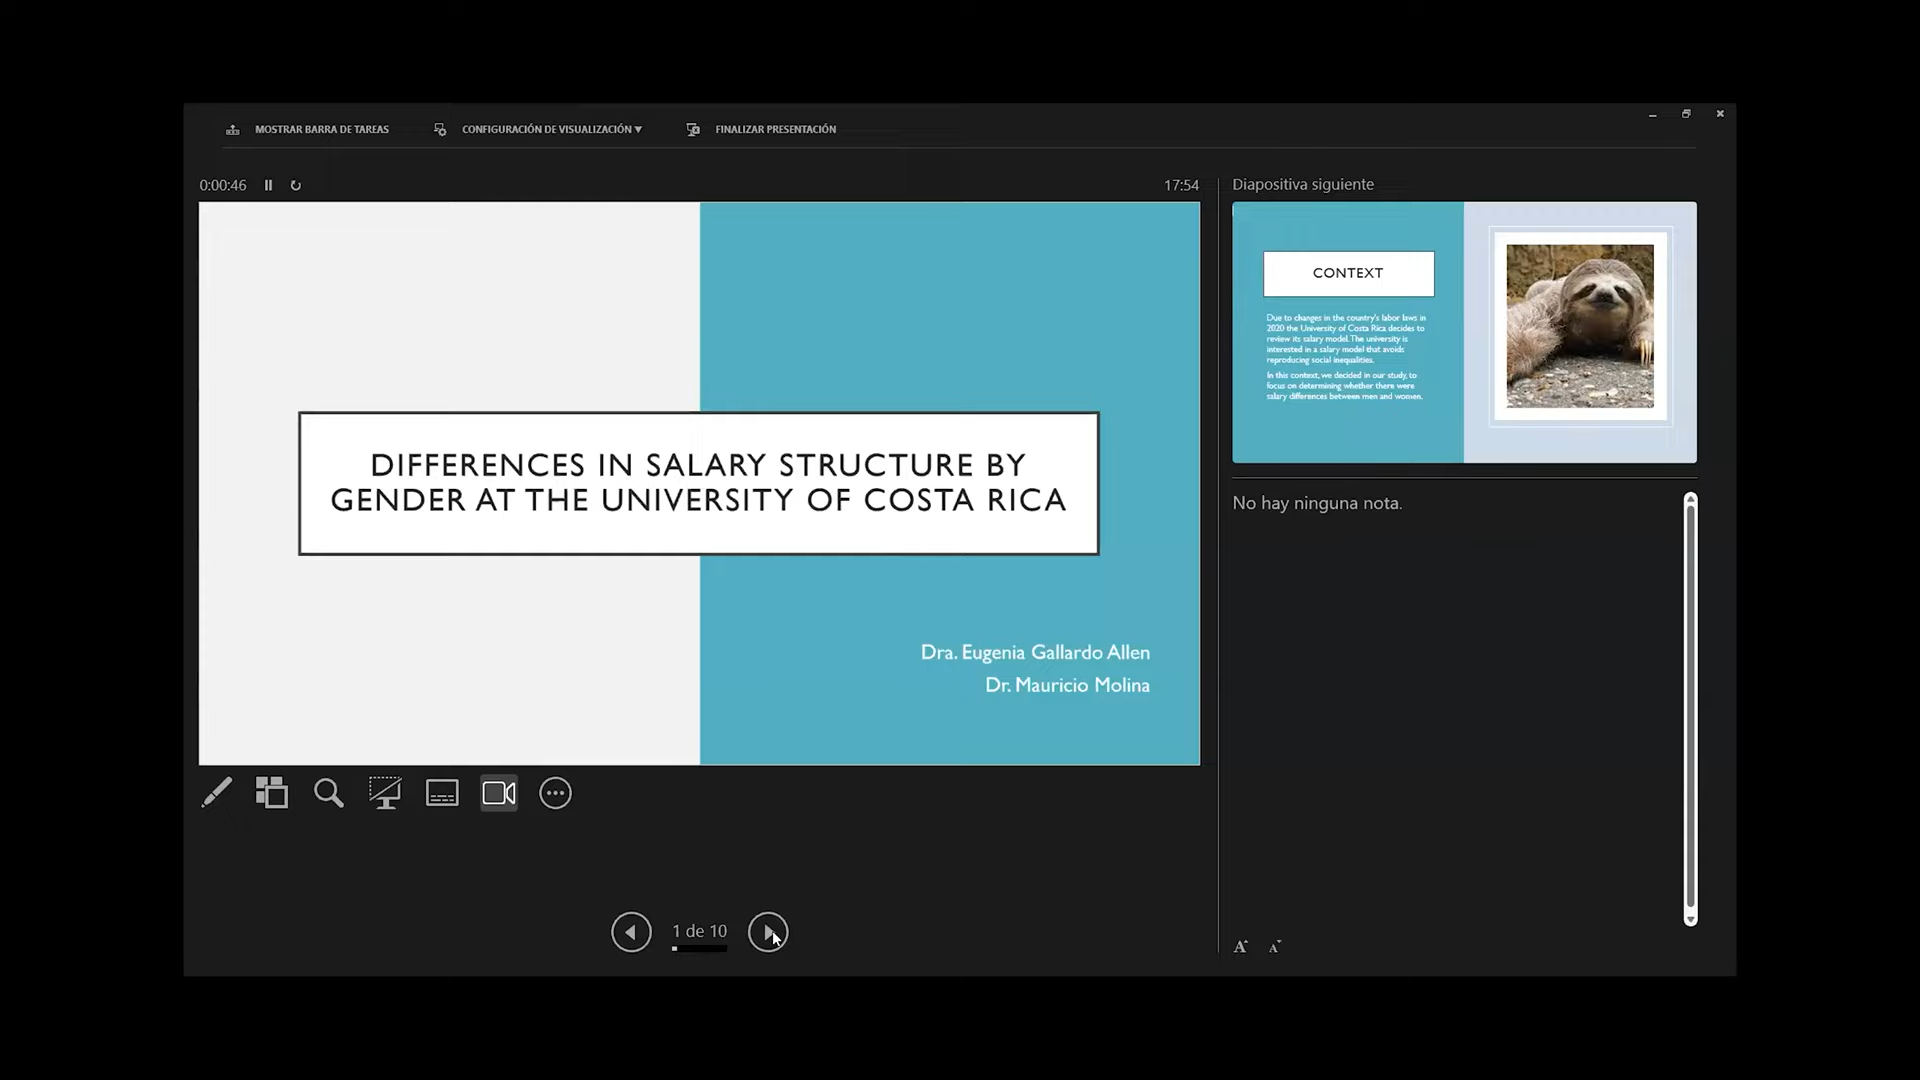 MOSTRAR BARRA DE TAREAS
CONFIGURACIÓN DE VISUALIZACIÓN ▼
FINALIZAR PRESENTACIÓN
0:00:46
17:54
DIFFERENCES IN SALARY STRUCTURE BY
GENDER AT THE UNIVERSITY OF COSTA RICA
Dra. Eugenia Gallardo Allen
Dr. Mauricio Molina
1 de 10
Diapositiva siguiente
CONTEXT
Due to changes in the country's labor laws in
2020 the University of Costa Rica decides to
review its salary model. The university is
interested in a salary model that avoids
reproducing social inequalities.
In this context, we decided in our study, to
focus on determining whether there were
salary differences between men and women.
No hay ninguna nota.
A A